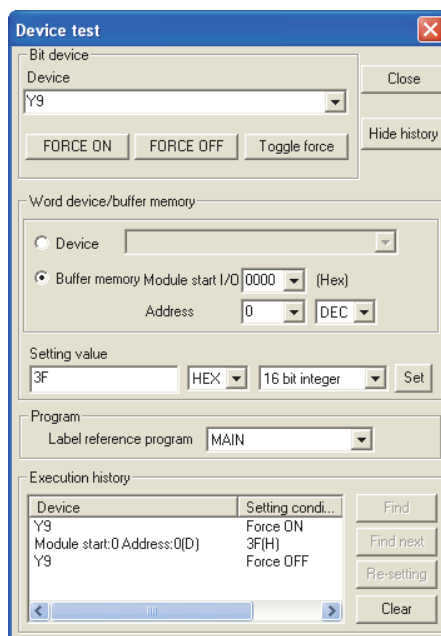 Device test
Bit device
Device
Close
Y9
FORCE ON FORCE OFF Toggle force Hide history
Word device/buffer memory
Device
Buffer memory Module start I/O 0000 (Hex)
Address 0 DEC
Setting value
3F HEX 16 bit integer Set
Program
Label reference program MAIN
Execution history
Device Setting condi... Find
Y9 Force ON
Module start:0 Address:0(D) 3F(H) Find next
Y9 Force OFF
Re-setting
Clear